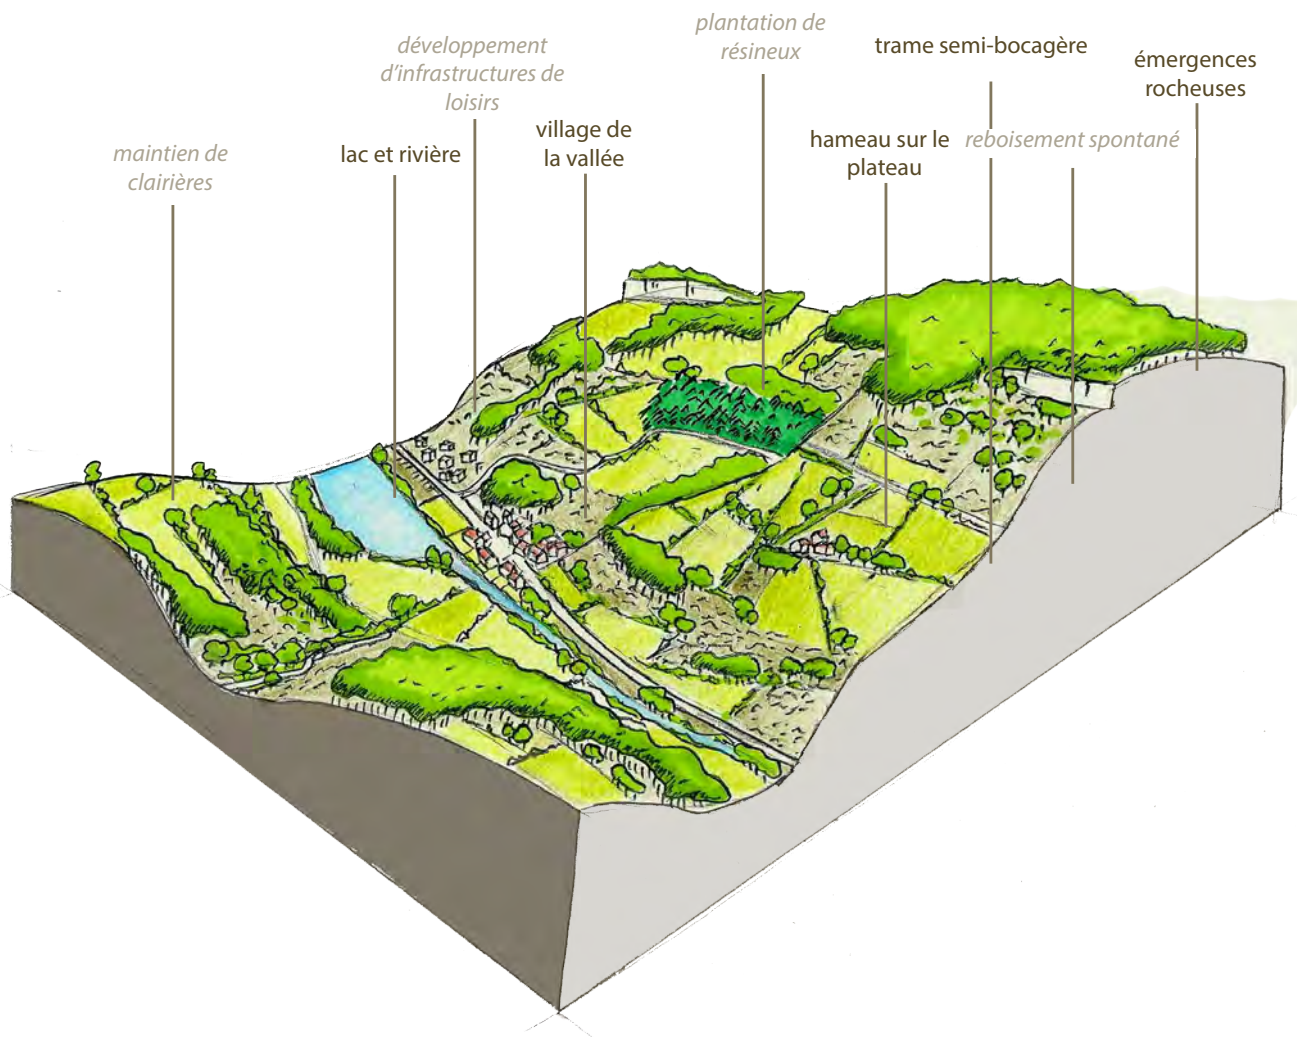 maintien de
clairières
lac et rivière
développement
d'infrastructures de
loisirs
village de
la vallée
plantation de
résineux
hameau sur le
plateau
trame semi-bocagère
reboisement spontané
émergences
rocheuses